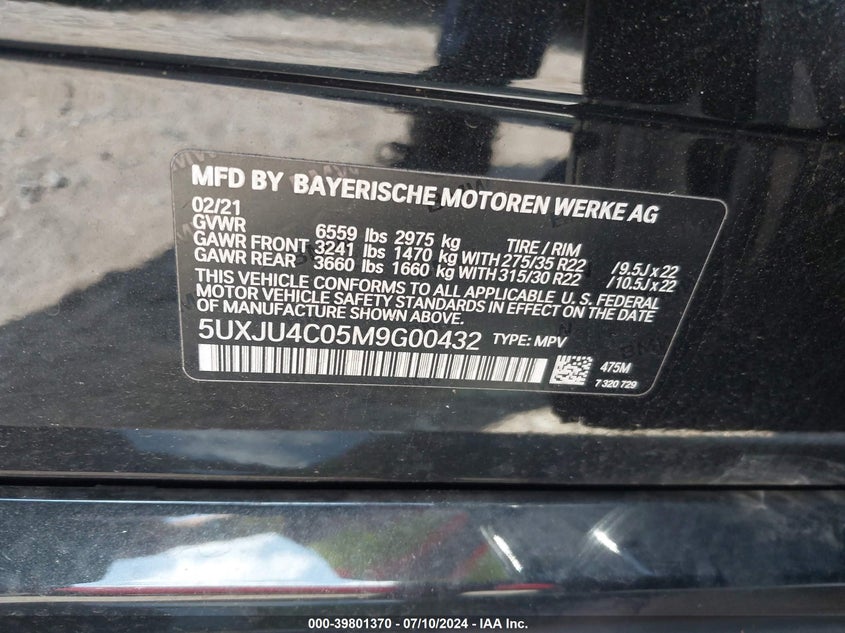 MFD BY BAYERISCHE MOTOREN WERKE AG
02/21
GVWR 6559 lbs 2975 kg TIRE / RIM
GAWR FRONT 3241 lbs 1470 kg WITH 275/35 R22 /9.5J x 22
GAWR REAR 3660 lbs 1660 kg WITH 315/30 R22 /10.5J x 22
THIS VEHICLE CONFORMS TO ALL APPLICABLE U. S. FEDERAL
MOTOR VEHICLE SAFETY STANDARDS IN EFFECT ON THE DATE
OF MANUFACTURE SHOWN ABOVE.
5UXJU4C05M9G00432 TYPE: MPV
475M
7 320 729
000-39801370 - 07/10/2024 - IAA Inc.